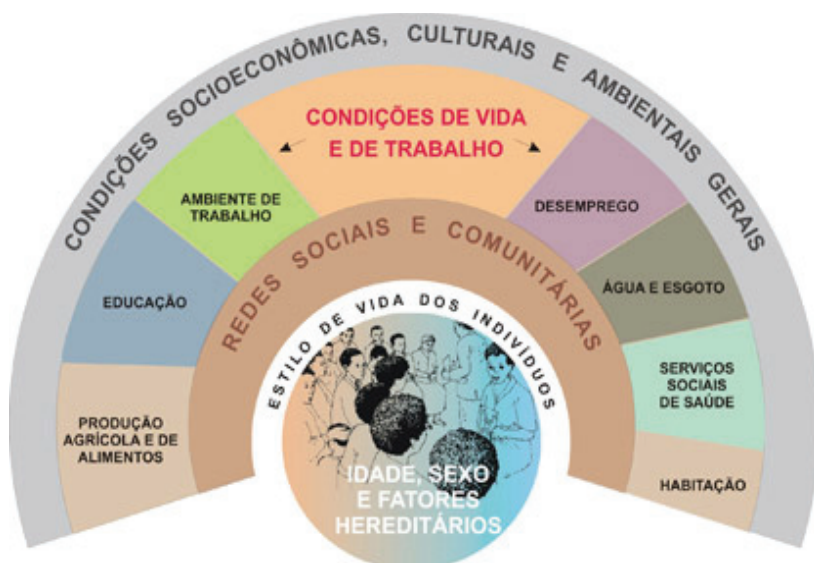 CONDIÇÕES SOCIOECONÔMICAS, CULTURAIS E AMBIENTAIS GERAIS
CONDIÇÕES DE VIDA
E DE TRABALHO
AMBIENTE DE
TRABALHO
DESEMPREGO
EDUCAÇÃO
ÁGUA E ESGOTO
PRODUÇÃO
AGRÍCOLA E DE
ALIMENTOS
SERVIÇOS
SOCIAIS
DE SAÚDE
HABITAÇÃO
REDES SOCIAIS E COMUNITÁRIAS
ESTILO DE VIDA DOS INDIVÍDUOS
IDADE, SEXO
E FATORES
HEREDITÁRIOS